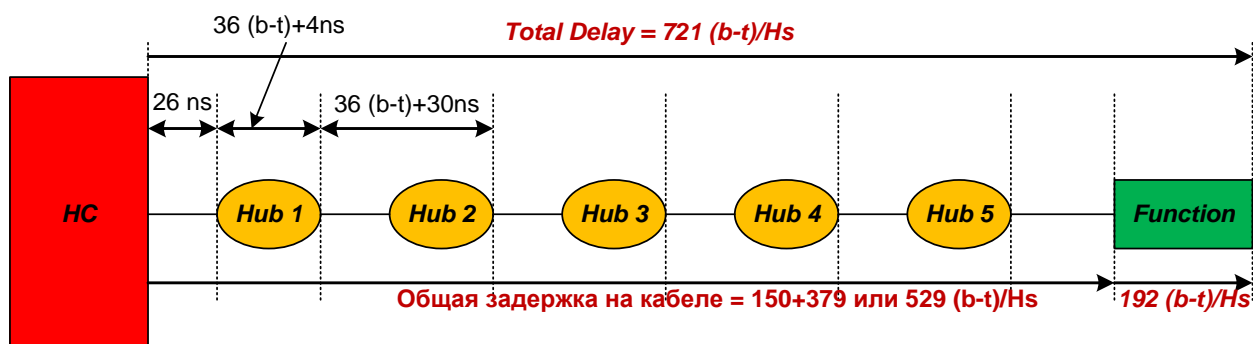 36 (b-t)+4ns
Total Delay = 721 (b-t)/Hs
26 ns
36 (b-t)+30ns
HC
Hub 1
Hub 2
Hub 3
Hub 4
Hub 5
Function
Общая задержка на кабеле = 150+379 или 529 (b-t)/Hs
192 (b-t)/Hs